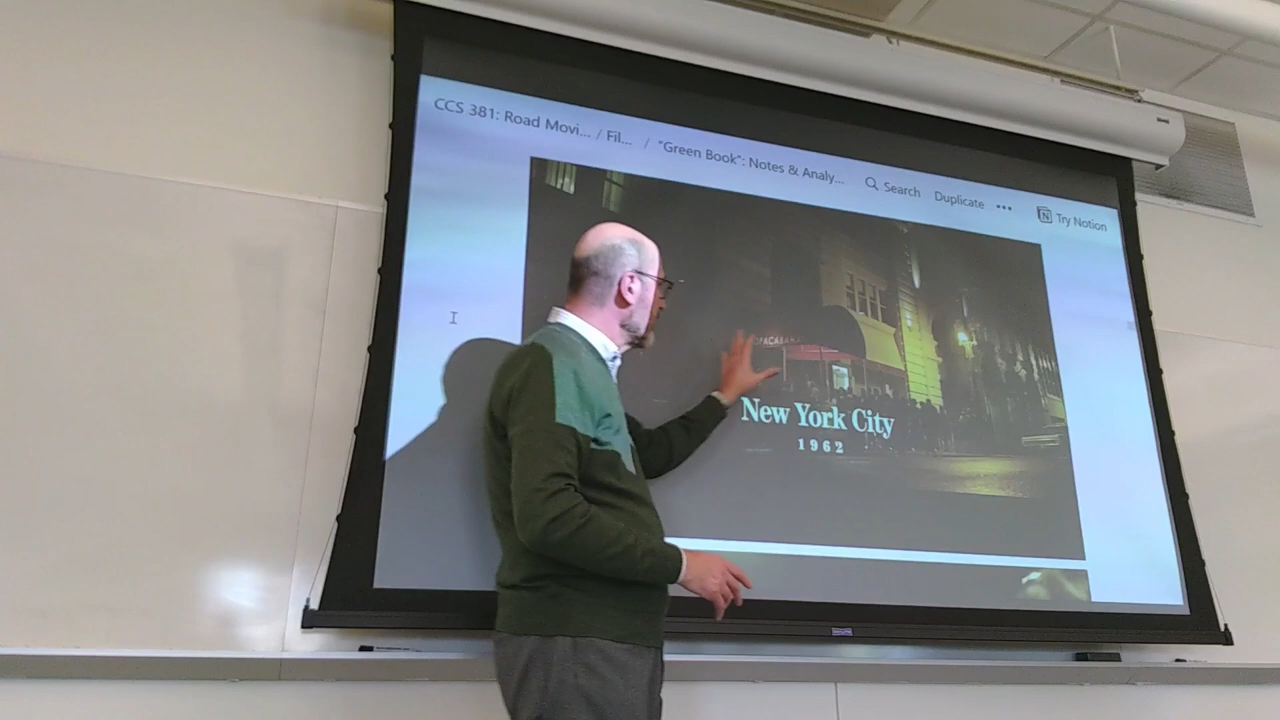 CCS 381: Road Movi... / Fil... / "Green Book": Notes & Analy...
Search
Duplicate
Try Notion
New York City
1962